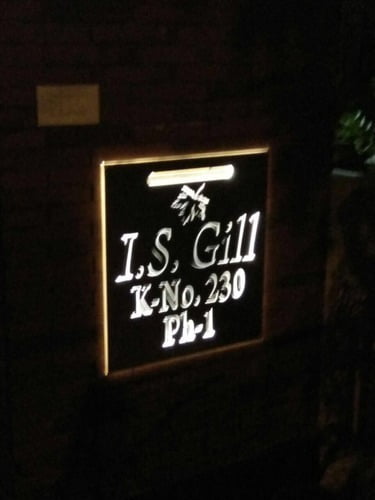 I.S. Gill
K-No. 230
Ph-1